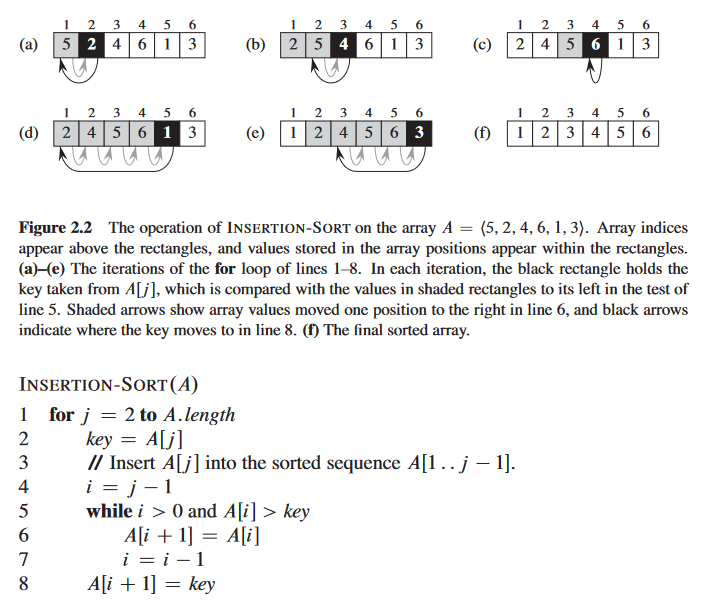 1 2 3 4 5 6 1 2 3 4 5 6 1 2 3 4 5 6
(a) 5 2 4 6 1 3 (b) 2 5 4 6 1 3 (c) 2 4 5 6 1 3
1 2 3 4 5 6 1 2 3 4 5 6 1 2 3 4 5 6
(d) 2 4 5 6 1 3 (e) 1 2 4 5 6 3 (f) 1 2 3 4 5 6
Figure 2.2 The operation of INSERTION-SORT on the array A = ⟨5, 2, 4, 6, 1, 3⟩. Array indices
appear above the rectangles, and values stored in the array positions appear within the rectangles.
(a)–(e) The iterations of the for loop of lines 1–8. In each iteration, the black rectangle holds the
key taken from A[j], which is compared with the values in shaded rectangles to its left in the test of
line 5. Shaded arrows show array values moved one position to the right in line 6, and black arrows
indicate where the key moves to in line 8. (f) The final sorted array.
INSERTION-SORT(A)
1 for j = 2 to A.length
2 key = A[j]
3 // Insert A[j] into the sorted sequence A[1 . . j − 1].
4 i = j − 1
5 while i > 0 and A[i] > key
6 A[i + 1] = A[i]
7 i = i − 1
8 A[i + 1] = key